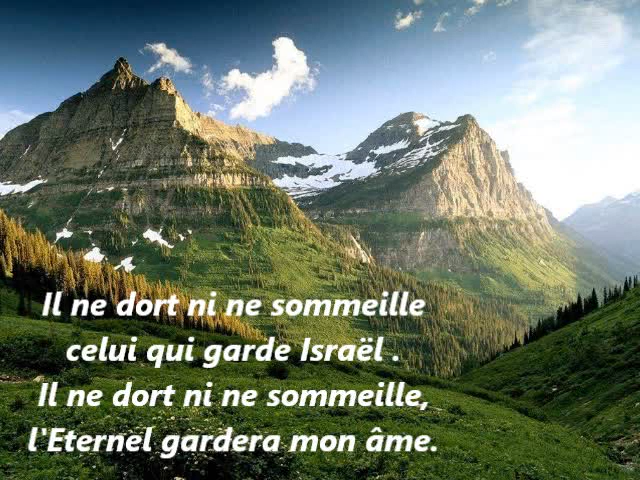 Il ne dort ni ne sommeille
celui qui garde Israël .
Il ne dort ni ne sommeille,
l'Eternel gardera mon âme.